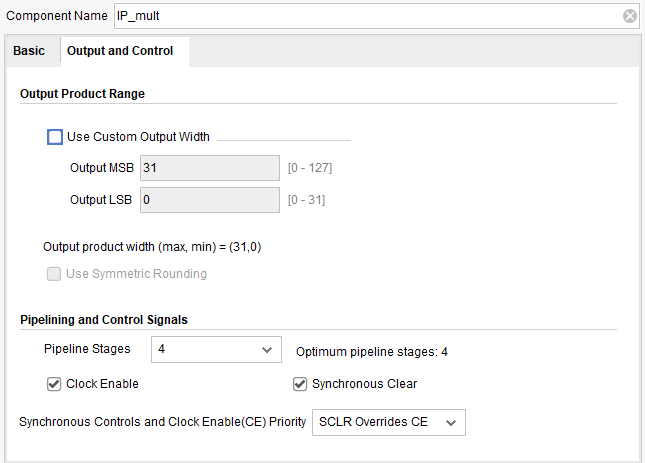 Component Name IP_mult
Basic Output and Control
Output Product Range
Use Custom Output Width
Output MSB 31 [0 - 127]
Output LSB 0 [0 - 31]
Output product width (max, min) = (31,0)
Use Symmetric Rounding
Pipelining and Control Signals
Pipeline Stages 4 Optimum pipeline stages: 4
Clock Enable Synchronous Clear
Synchronous Controls and Clock Enable(CE) Priority SCLR Overrides CE